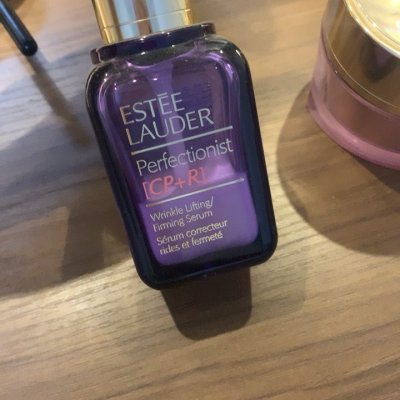 ESTĒE
LAUDER
Perfectionist
[CP+R]
Wrinkle Lifting/
Firming Serum
Sérum correcteur
rides et fermeté